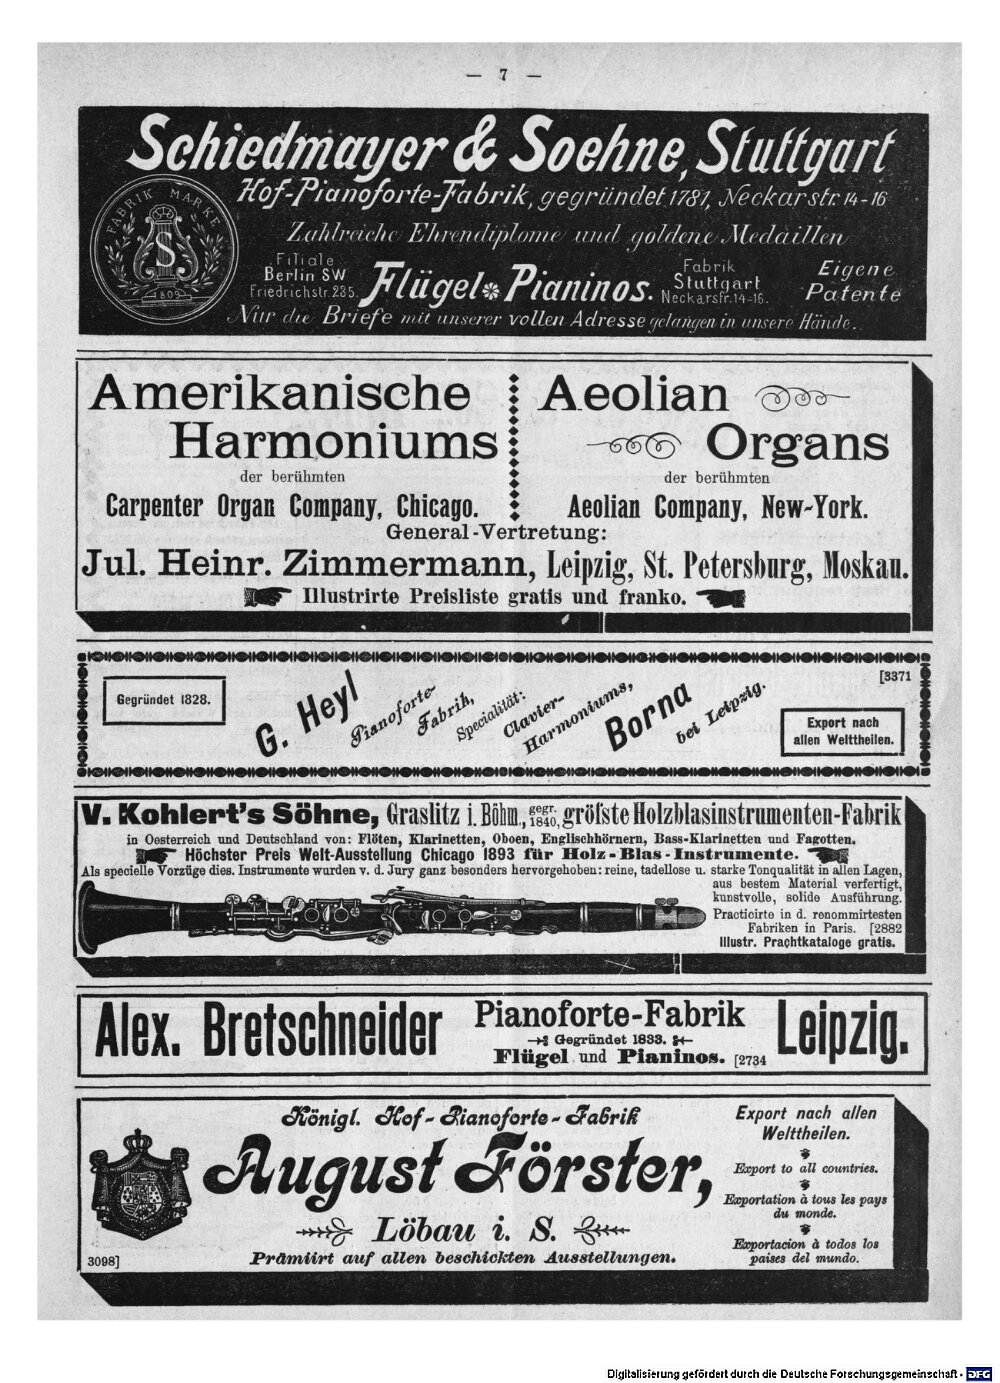 — 7 —
Schiedmayer & Soehne, Stuttgart
Hof-Pianoforte-Fabrik, gegründet 1781, Neckarstr. 14-16
FABRIK MARKE
S
1809
Zahlreiche Ehrendiplome und goldene Medaillen
Filiale
Berlin SW
Friedrichstr. 235.
Flügel Pianinos.
Fabrik
Stuttgart
Neckarstr. 14-16.
Eigene
Patente
Nur die Briefe mit unserer vollen Adresse gelangen in unsere Hände.
Amerikanische
Harmoniums
der berühmten
Carpenter Organ Company, Chicago.
Aeolian
Organs
der berühmten
Aeolian Company, New-York.
General-Vertretung:
Jul. Heinr. Zimmermann, Leipzig, St. Petersburg, Moskau.
Illustrirte Preisliste gratis und franko.
Gegründet 1828.
G. Heyl
Pianoforte-
Fabrik,
Specialität:
Clavier-
Harmoniums,
Borna
bei Leipzig.
[3371
Export nach
allen Welttheilen.
V. Kohlert's Söhne, Graslitz i. Böhm., gegr. 1840, größte Holzblasinstrumenten-Fabrik
in Oesterreich und Deutschland von: Flöten, Klarinetten, Oboen, Englischhörnern, Bass-Klarinetten und Fagotten.
Höchster Preis Welt-Ausstellung Chicago 1893 für Holz-Blas-Instrumente.
Als specielle Vorzüge dies. Instrumente wurden v. d. Jury ganz besonders hervorgehoben: reine, tadellose u. starke Tonqualität in allen Lagen,
aus bestem Material verfertigt,
kunstvolle, solide Ausführung.
Practicirte in d. renommirtesten
Fabriken in Paris. [2882
Illustr. Prachtkataloge gratis.
Alex. Bretschneider
Pianoforte-Fabrik
Gegründet 1833.
Flügel und Pianinos. [2734
Leipzig.
Königl. Hof-Pianoforte-Fabrik
August Förster,
Löbau i. S.
Prämiirt auf allen beschickten Ausstellungen.
3098]
Export nach allen
Welttheilen.
Export to all countries.
Exportation à tous les pays
du monde.
Exportacion à todos los
paises del mundo.
Digitalisierung gefördert durch die Deutsche Forschungsgemeinschaft - DFG